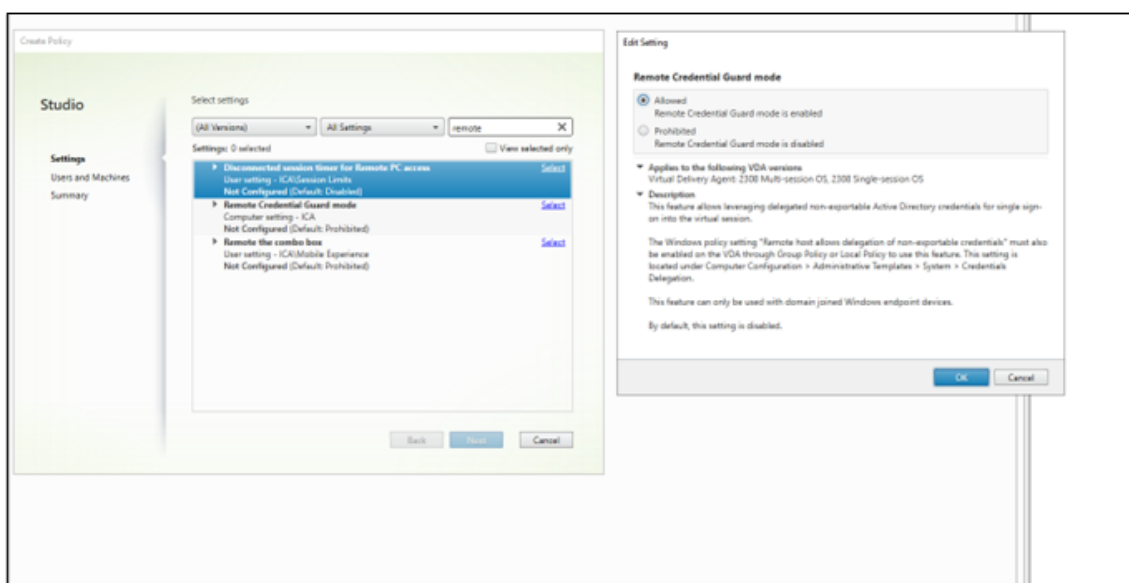 Create Policy
Studio
Settings
Users and Machines
Summary
Select settings
(All Versions)
All Settings
remote
Settings: 0 selected
View selected only
Disconnected session timer for Remote PC access
Select
User setting - ICA\Session Limits
Not Configured (Default: Disabled)
Remote Credential Guard mode
Select
Computer setting - ICA
Not Configured (Default: Prohibited)
Remote the combo box
Select
User setting - ICA\Mobile Experience
Not Configured (Default: Prohibited)
Back
Next
Cancel
Edit Setting
Remote Credential Guard mode
Allowed
Remote Credential Guard mode is enabled
Prohibited
Remote Credential Guard mode is disabled
Applies to the following VDA versions
Virtual Delivery Agent: 2308 Multi-session OS, 2308 Single-session OS
Description
This feature allows leveraging delegated non-exportable Active Directory credentials for single sign-
on into the virtual session.
The Windows policy setting "Remote host allows delegation of non-exportable credentials" must also
be enabled on the VDA through Group Policy or Local Policy to use this feature. This setting is
located under Computer Configuration > Administrative Templates > System > Credentials
Delegation.
This feature can only be used with domain joined Windows endpoint devices.
By default, this setting is disabled.
OK
Cancel